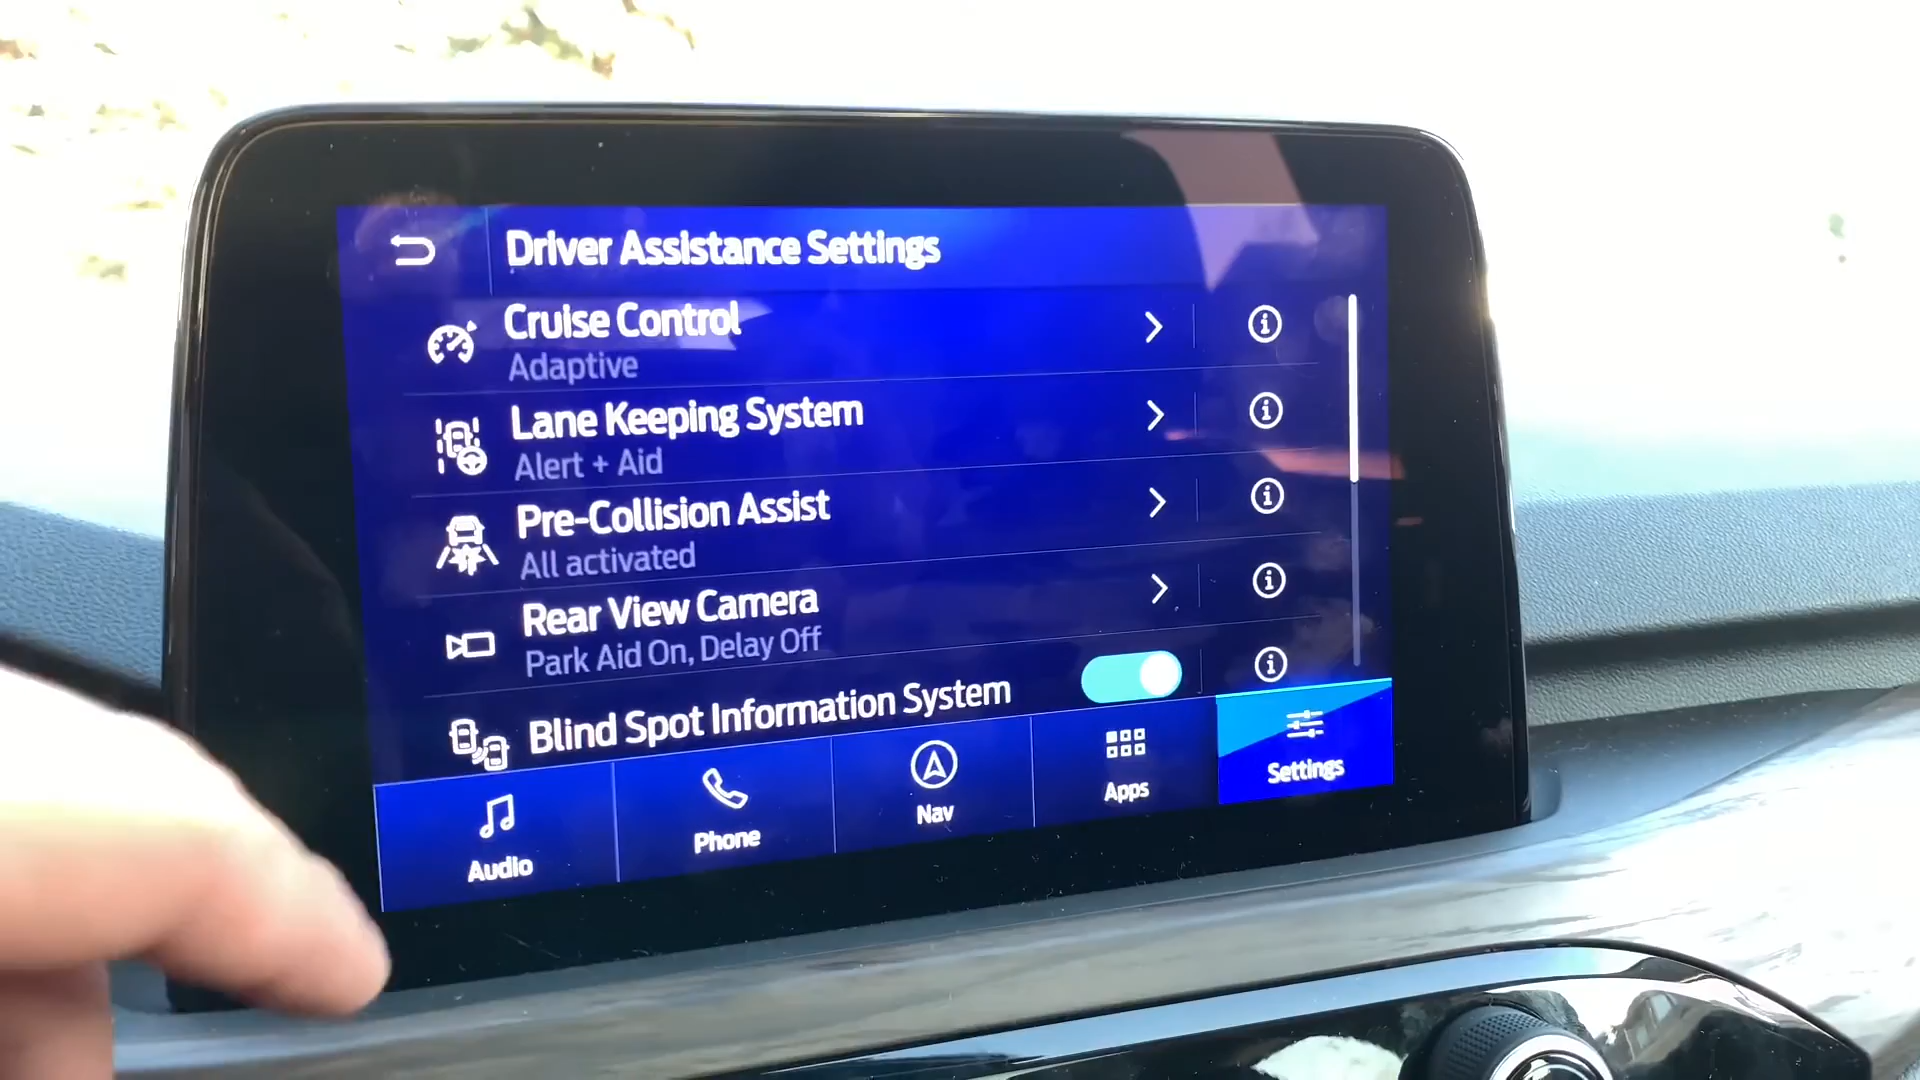 Driver Assistance Settings
Cruise Control
Adaptive
Lane Keeping System
Alert + Aid
Pre-Collision Assist
All activated
Rear View Camera
Park Aid On, Delay Off
Blind Spot Information System
Audio
Phone
Nav
Apps
Settings